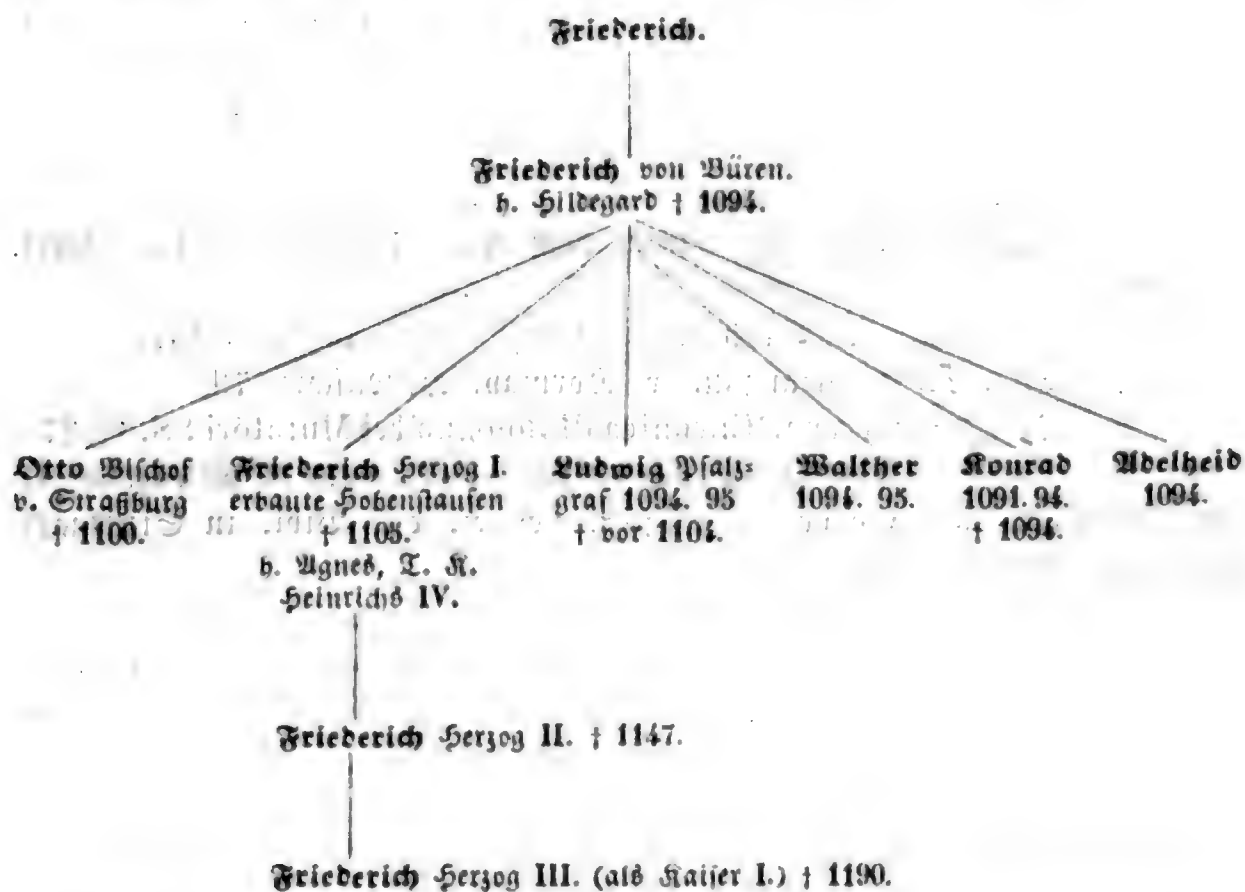 Friederich.
Friederich von Büren.
h. Hildegard † 1094.
Otto Bischof
v. Straßburg
† 1100.
Friederich Herzog I.
erbaute Hohenstaufen
† 1105.
h. Agnes, T. K.
Heinrichs IV.
Ludwig Pfalz=
graf 1094. 95
† vor 1104.
Walther
1094. 95.
Konrad
1091. 94.
† 1094.
Adelheid
1094.
Friederich Herzog II. † 1147.
Friederich Herzog III. (als Kaiser I.) † 1190.